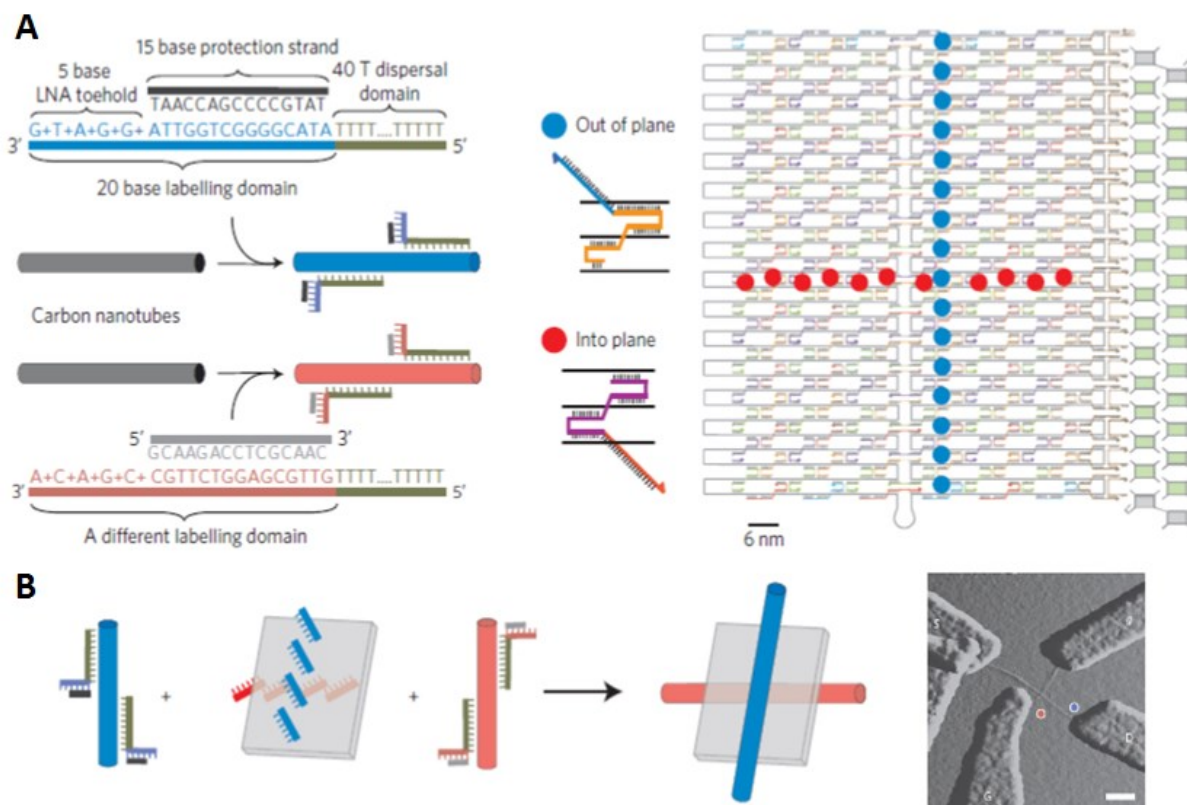 A
15 base protection strand
5 base
LNA toehold
40 T dispersal
domain
TAACCAGCCCCGTAT
G+T+A+G+G+ ATTGGTCGGGGCATA TTTT....TTTTT
3' 5'
20 base labelling domain
Carbon nanotubes
5' 3'
GCAAGACCTCGCAAC
A+C+A+G+C+ CGTTCTGGAGCGTTG TTTT....TTTTT
3' 5'
A different labelling domain
Out of plane
Into plane
6 nm
B
S
G